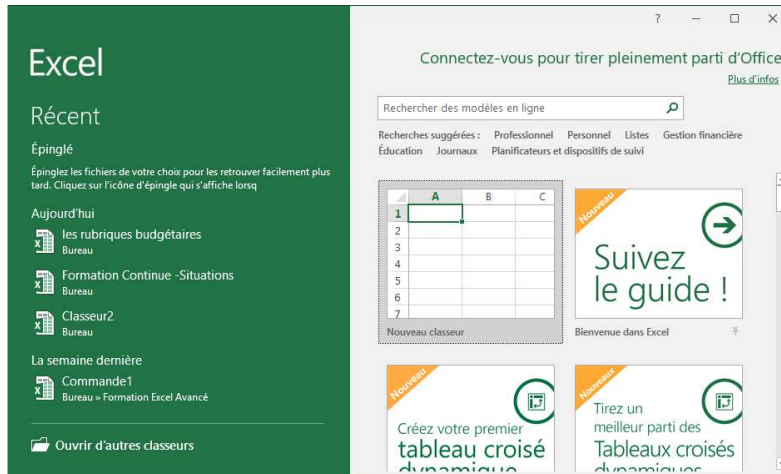 Excel
Récent
Épinglé
Épinglez les fichiers de votre choix pour les retrouver facilement plus
tard. Cliquez sur l'icône d'épingle qui s'affiche lorsq
Aujourd'hui
les rubriques budgétaires
Bureau
Formation Continue -Situations
Bureau
Classeur2
Bureau
La semaine dernière
Commande1
Bureau » Formation Excel Avancé
Ouvrir d'autres classeurs
?
Connectez-vous pour tirer pleinement parti d'Office
Plus d'infos
Rechercher des modèles en ligne
Recherches suggérées : Professionnel Personnel Listes Gestion financière
Éducation Journaux Planificateurs et dispositifs de suivi
A B C
1
2
3
4
5
6
7
Nouveau classeur
Nouveau
Suivez
le guide !
Bienvenue dans Excel
Nouveau
Créez votre premier
tableau croisé
dynamique
Nouveaux
Tirez un
meilleur parti des
Tableaux croisés
dynamiques